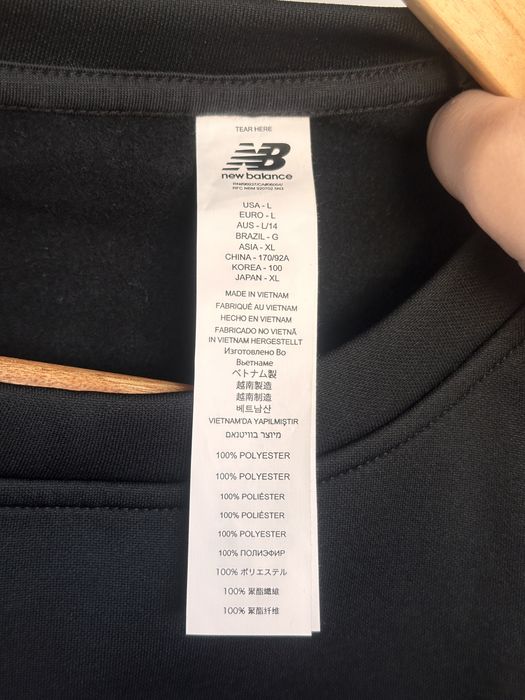 TEAR HERE
NB
new balance
USA - L
EURO - L
AUS - L/14
BRAZIL - G
ASIA - XL
CHINA - 170/92A
KOREA - 100
JAPAN - XL
MADE IN VIETNAM
FABRIQUÉ AU VIETNAM
HECHO EN VIETNAM
FABRICADO NO VIETNÃ
IN VIETNAM HERGESTELLT
Изготовлено Во
Вьетнаме
ベトナム製
越南製造
越南制造
베트남산
VIETNAM'DA YAPILMIŞTIR
מיוצר בוויטנאם
100% POLYESTER
100% POLYESTER
100% POLIÉSTER
100% POLIÉSTER
100% POLYESTER
100% ПОЛИЭФИР
100% ポリエステル
100% 聚酯纖維
100% 聚酯纤维